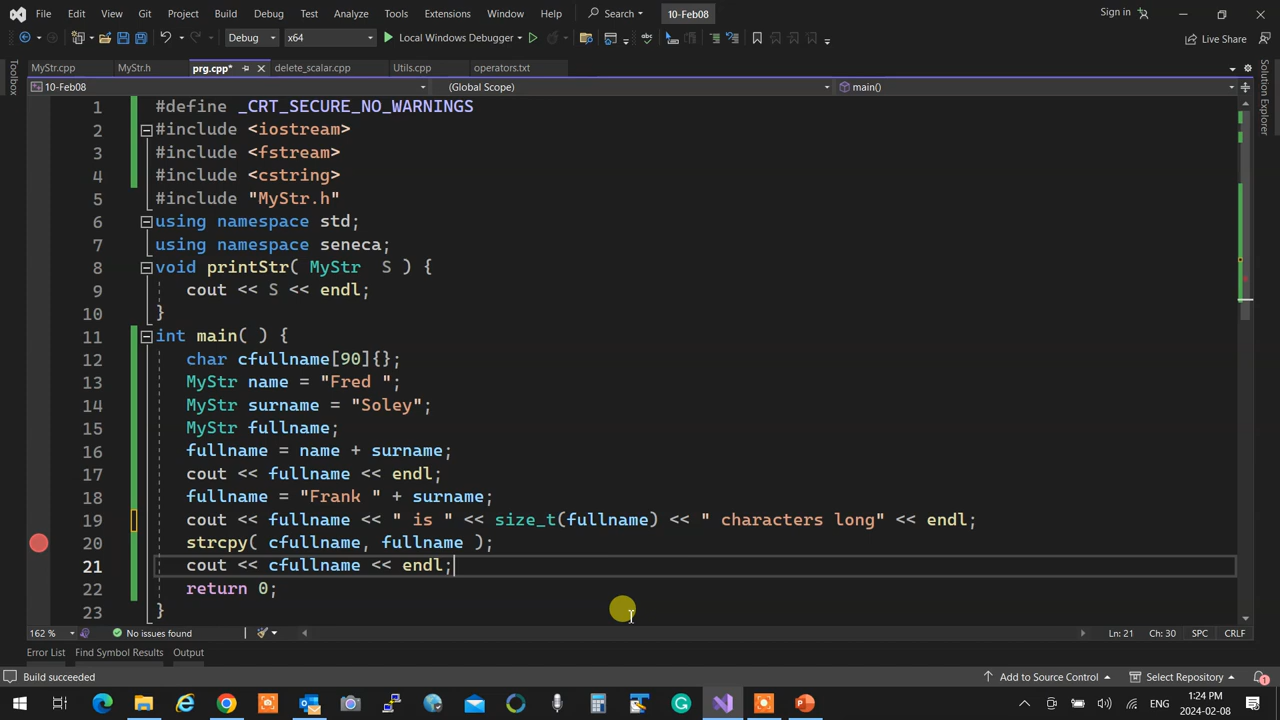 File Edit View Git Project Build Debug Test Analyze Tools Extensions Window Help Search 10-Feb08 Sign in
Debug x64 Local Windows Debugger Live Share
MyStr.cpp MyStr.h prg.cpp* delete_scalar.cpp Utils.cpp operators.txt
Toolbox
Solution Explorer
10-Feb08 (Global Scope) main()
1 #define _CRT_SECURE_NO_WARNINGS
2 #include <iostream>
3 #include <fstream>
4 #include <cstring>
5 #include "MyStr.h"
6 using namespace std;
7 using namespace seneca;
8 void printStr( MyStr  S ) {
9 cout << S << endl;
10 }
11 int main( ) {
12 char cfullname[90]{};
13 MyStr name = "Fred ";
14 MyStr surname = "Soley";
15 MyStr fullname;
16 fullname = name + surname;
17 cout << fullname << endl;
18 fullname = "Frank " + surname;
19 cout << fullname << " is " << size_t(fullname) << " characters long" << endl;
20 strcpy( cfullname, fullname );
21 cout << cfullname << endl;
22 return 0;
23 }
162 % No issues found Ln: 21 Ch: 30 SPC CRLF
Error List Find Symbol Results Output
Build succeeded Add to Source Control Select Repository 1
ENG 1:24 PM
2024-02-08